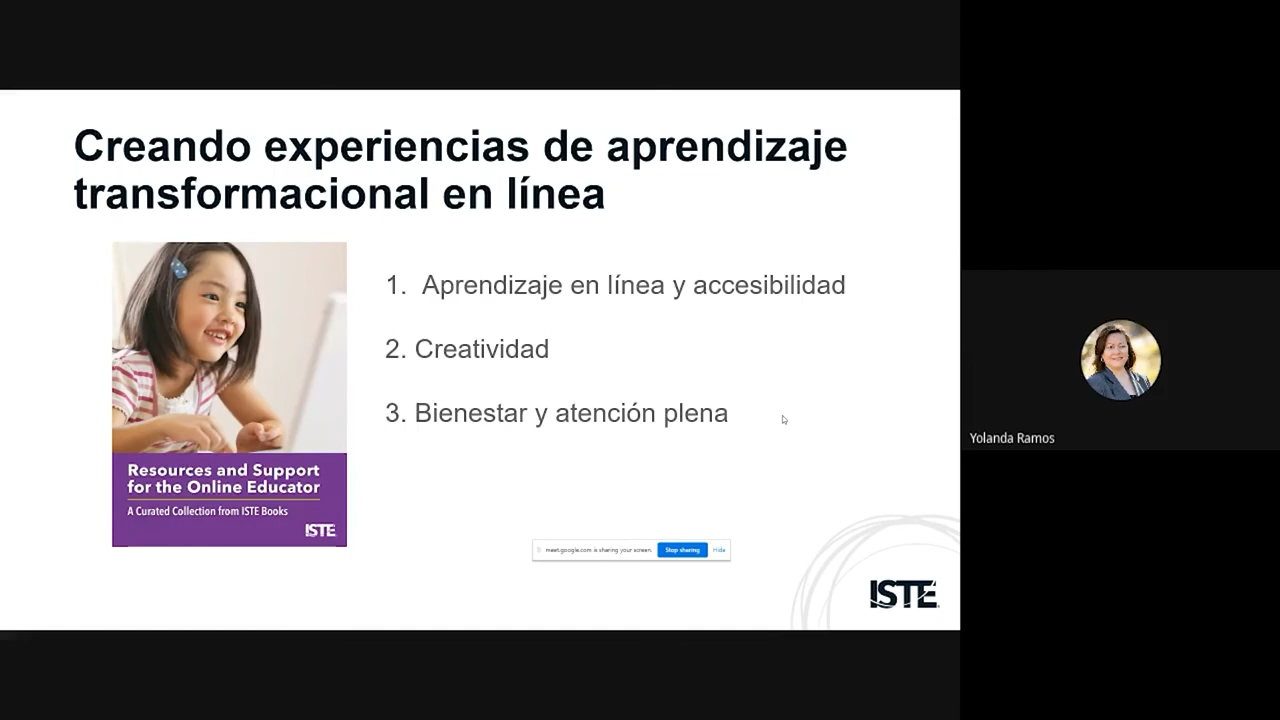 Creando experiencias de aprendizaje
transformacional en línea
1. Aprendizaje en línea y accesibilidad
2. Creatividad
3. Bienestar y atención plena
Resources and Support
for the Online Educator
A Curated Collection from ISTE Books
ISTE
meet.google.com is sharing your screen. Stop sharing Hide
ISTE
Yolanda Ramos